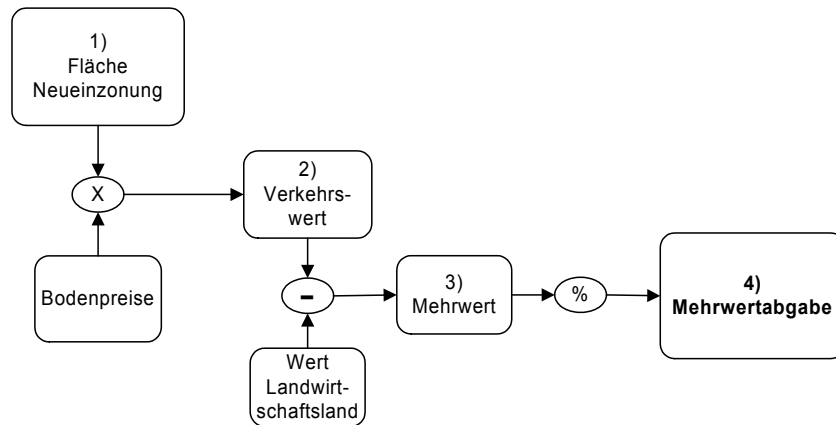 1)
Fläche
Neueinzonung
X
Bodenpreise
2)
Verkehrs-
wert
-
Wert
Landwirt-
schaftsland
3)
Mehrwert
%
4)
Mehrwertabgabe